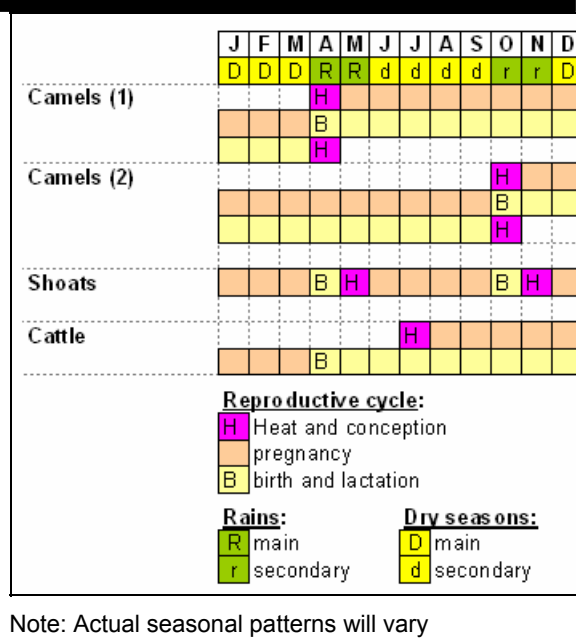 J F M A M J J A S O N D
D D D R R d d d d r r D
Camels (1) H
B
H
Camels (2) H
B
H
Shoats B H B H
Cattle H
B
Reproductive cycle:
H Heat and conception
pregnancy
B birth and lactation
Rains: Dry seasons:
R main D main
r secondary d secondary
Note: Actual seasonal patterns will vary